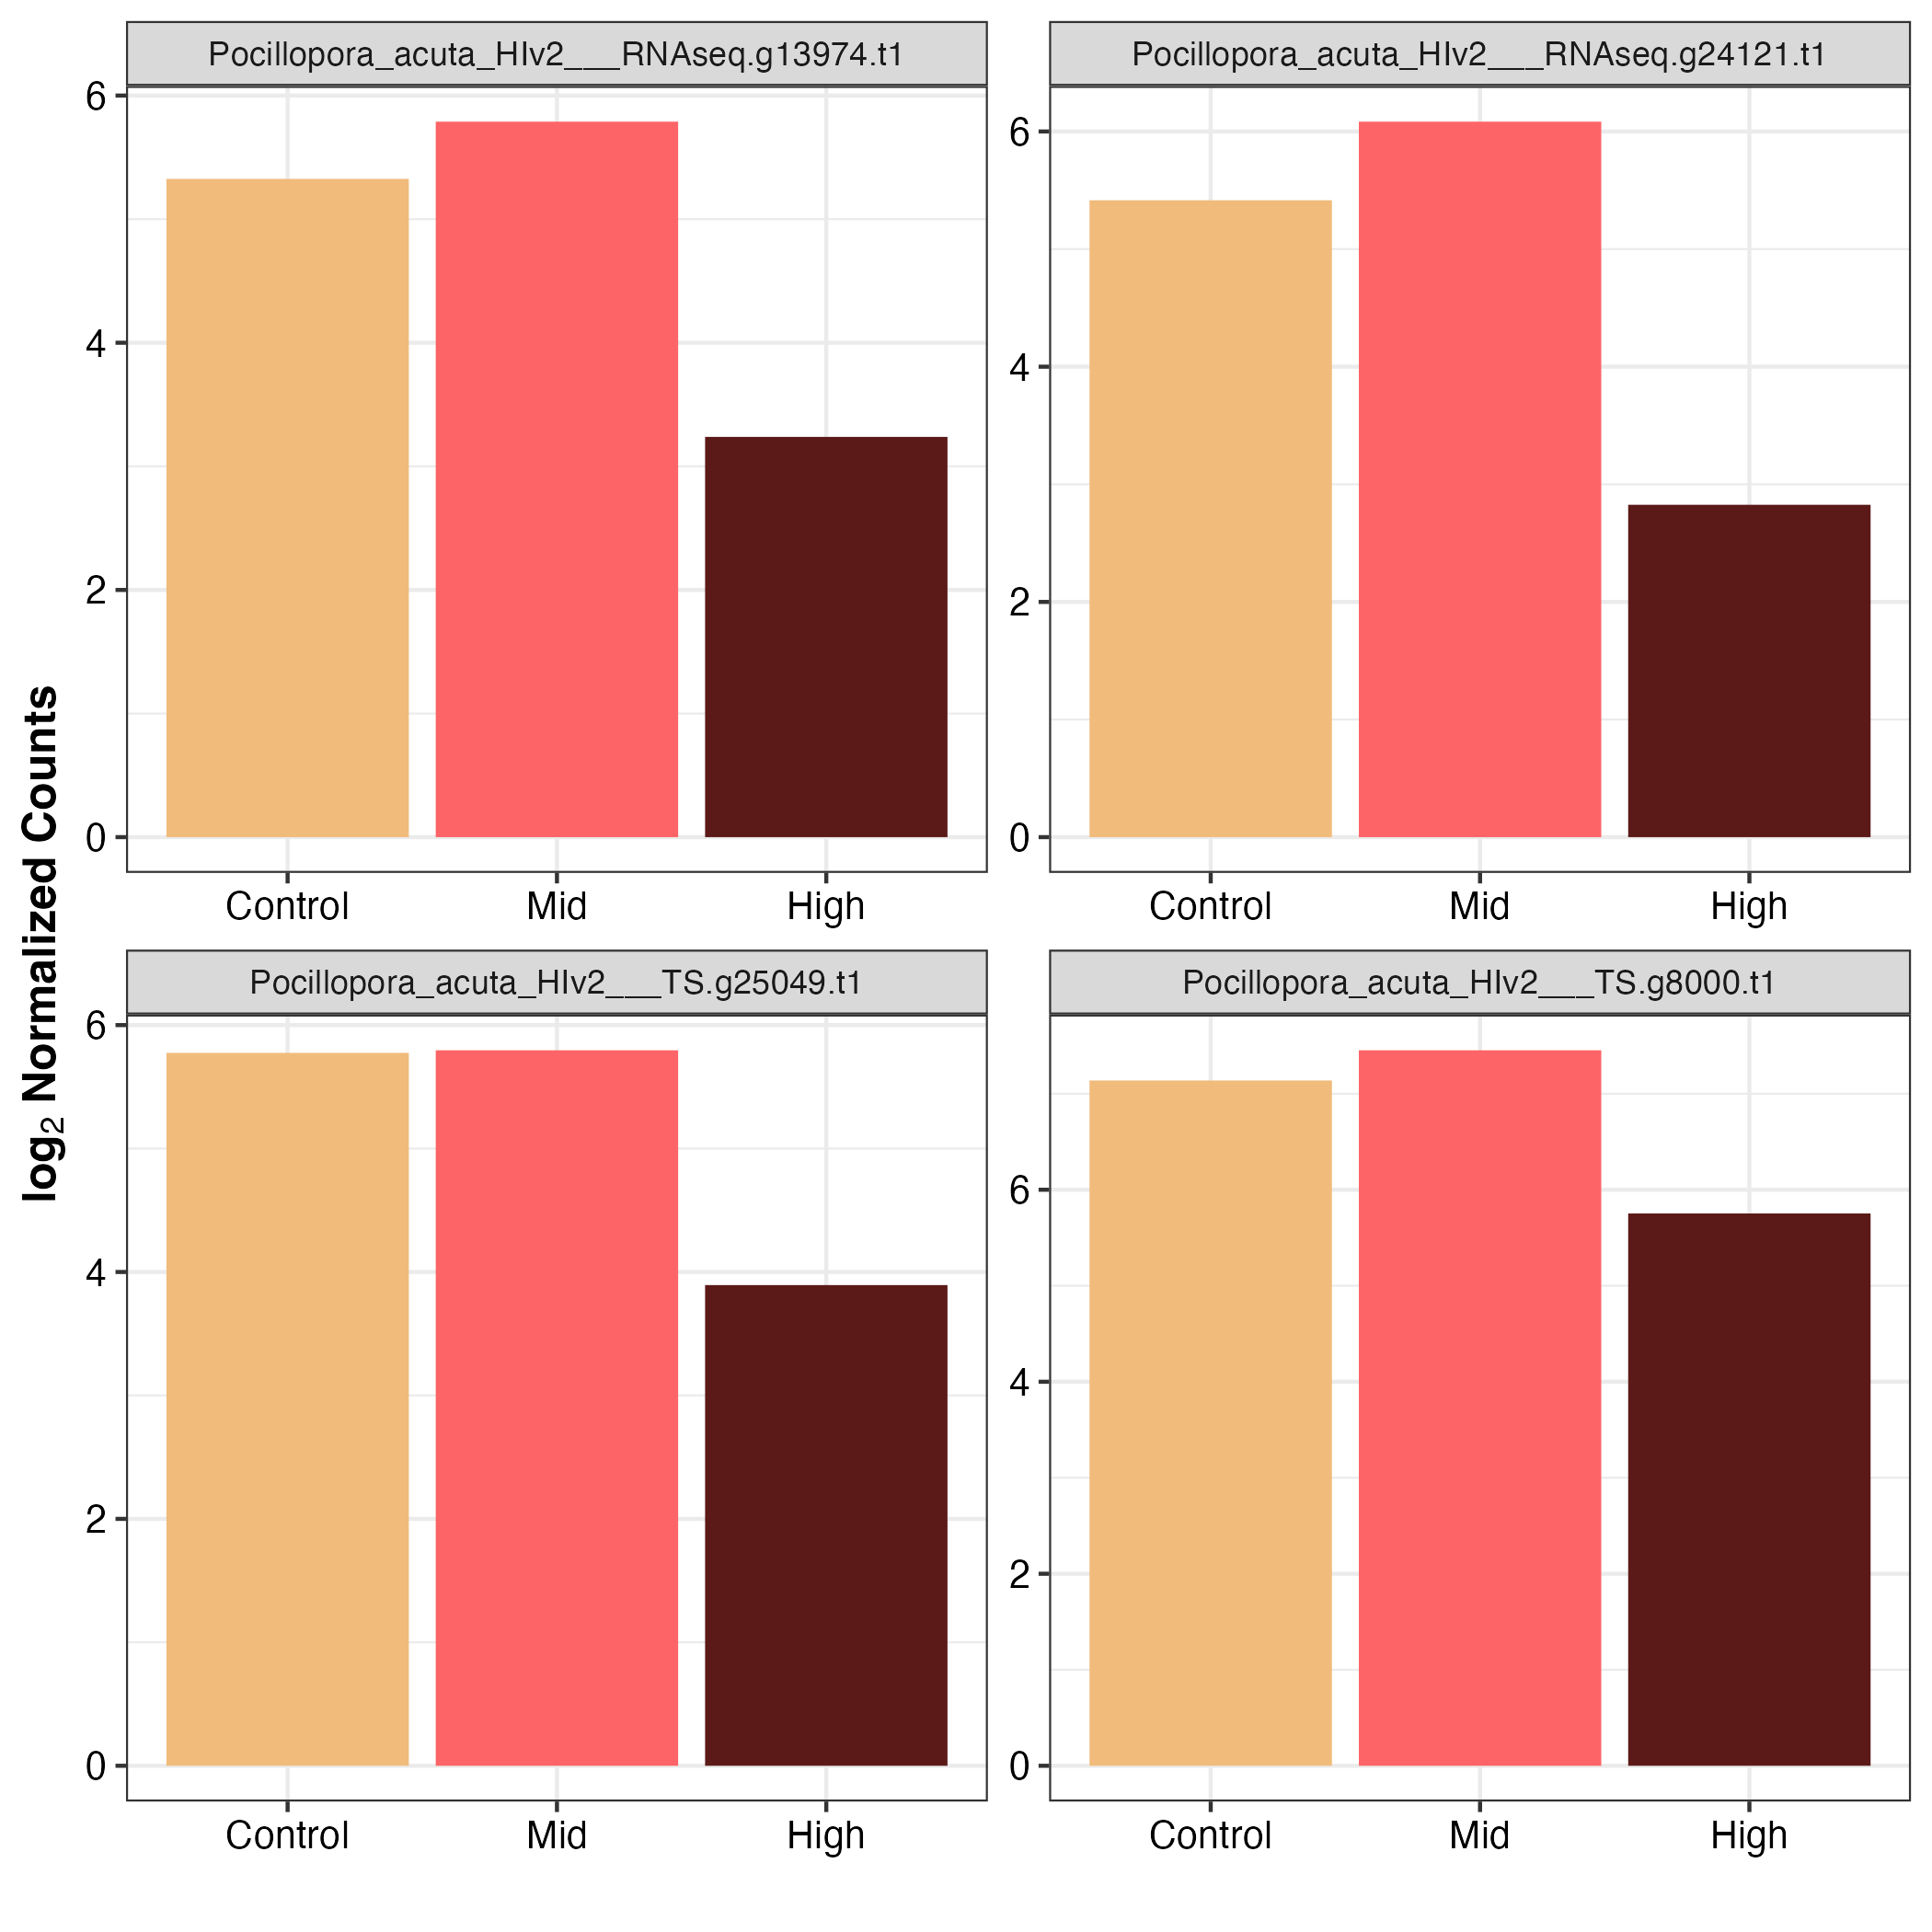 Pocillopora_acuta_HIv2___RNAseq.g13974.t1
Pocillopora_acuta_HIv2___RNAseq.g24121.t1
6
4
2
0
6
4
2
0
Control Mid High
Control Mid High
log2 Normalized Counts
Pocillopora_acuta_HIv2___TS.g25049.t1
Pocillopora_acuta_HIv2___TS.g8000.t1
6
4
2
0
6
4
2
0
Control Mid High
Control Mid High